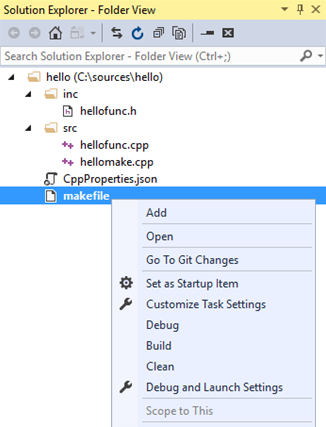 Solution Explorer - Folder View
Search Solution Explorer - Folder View (Ctrl+;)
hello (C:\sources\hello)
inc
hellofunc.h
src
hellofunc.cpp
hellomake.cpp
CppProperties.json
makefile
Add
Open
Go To Git Changes
Set as Startup Item
Customize Task Settings
Debug
Build
Clean
Debug and Launch Settings
Scope to This